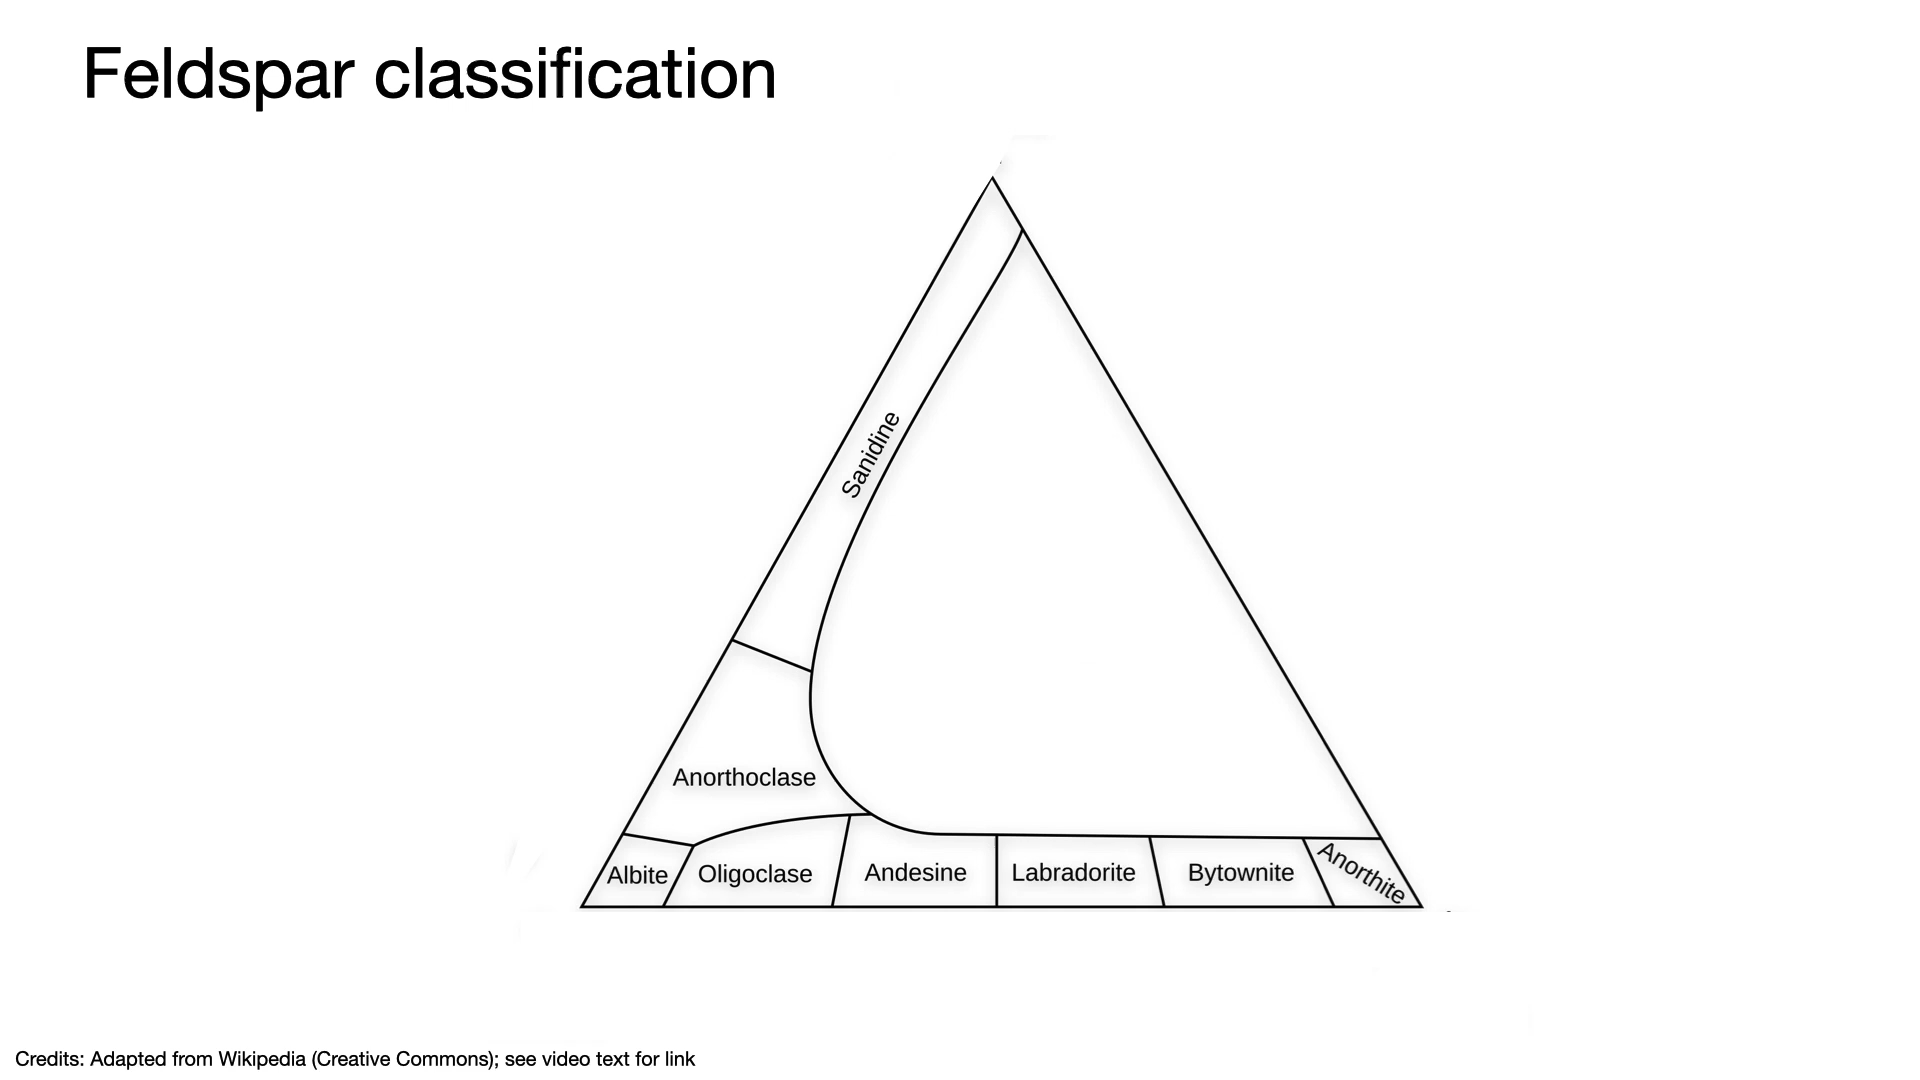 Feldspar classification
Sanidine
Anorthoclase
Albite
Oligoclase
Andesine
Labradorite
Bytownite
Anorthite
Credits: Adapted from Wikipedia (Creative Commons); see video text for link